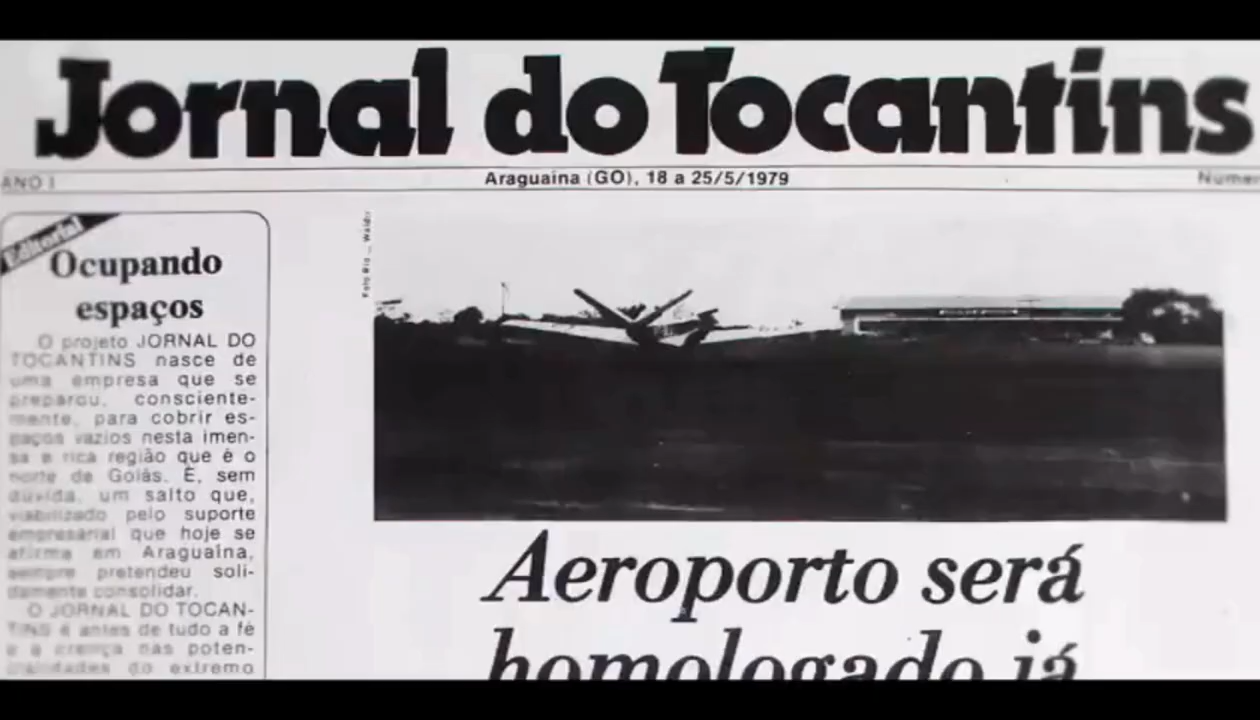 Jornal do Tocantins
ANO I
Araguaína (GO), 18 a 25/5/1979
Editorial
Ocupando
espaços
O projeto JORNAL DO
TOCANTINS nasce de
uma empresa que se
preparou, consciente-
mente, para cobrir es-
paços vazios nesta imen-
sa e rica região que é o
norte de Goiás. É, sem
dúvida, um salto que,
viabilizado pelo suporte
empresarial que hoje se
afirma em Araguaína,
sempre pretendeu soli-
damente consolidar.
O JORNAL DO TOCAN-
TINS é antes de tudo a fé
e a crença nas poten-
cialidades do extremo
Aeroporto será
homologado já